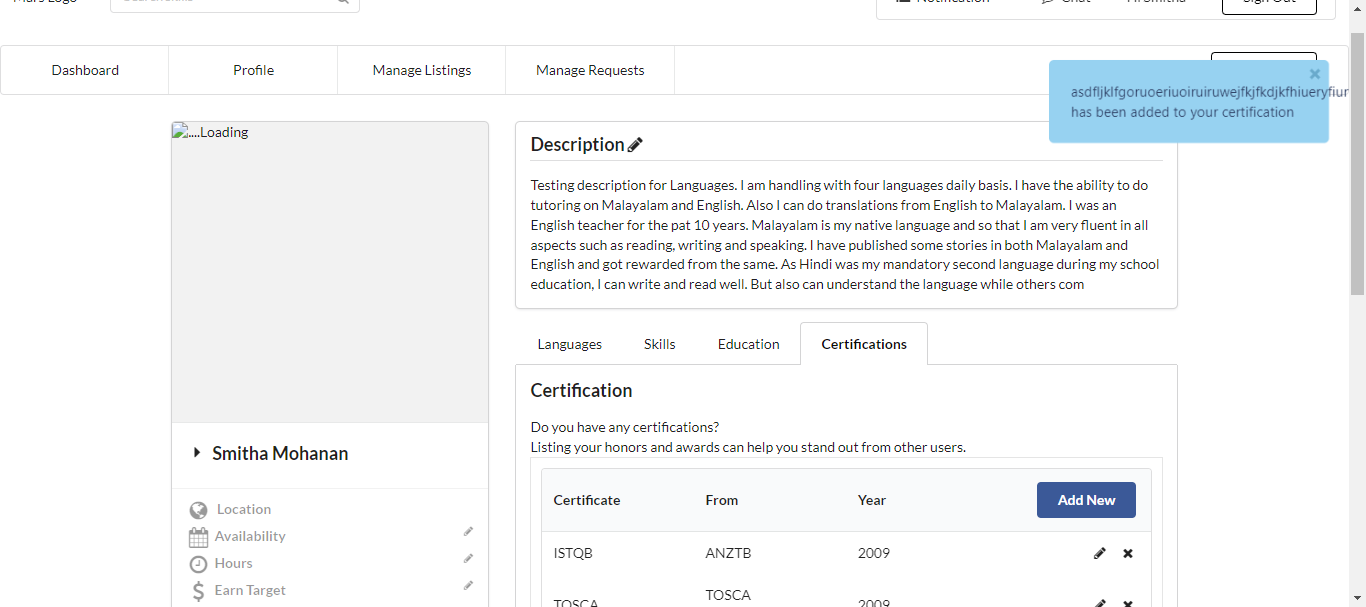 Mars Logo
Search skills
Notification
Chat
Hi Smitha
Sign Out
Dashboard
Profile
Manage Listings
Manage Requests
×
asdfljklfgoruoeriuoiruiruwejfkjfkdjkfhiueryfiur
has been added to your certification
....Loading
Description
Testing description for Languages. I am handling with four languages daily basis. I have the ability to do
tutoring on Malayalam and English. Also I can do translations from English to Malayalam. I was an
English teacher for the pat 10 years. Malayalam is my native language and so that I am very fluent in all
aspects such as reading, writing and speaking. I have published some stories in both Malayalam and
English and got rewarded from the same. As Hindi was my mandatory second language during my school
education, I can write and read well. But also can understand the language while others com
Smitha Mohanan
Location
Availability
Hours
Earn Target
Languages
Skills
Education
Certifications
Certification
Do you have any certifications?
Listing your honors and awards can help you stand out from other users.
Certificate
From
Year
Add New
ISTQB
ANZTB
2009
TOSCA
TOSCA
2009